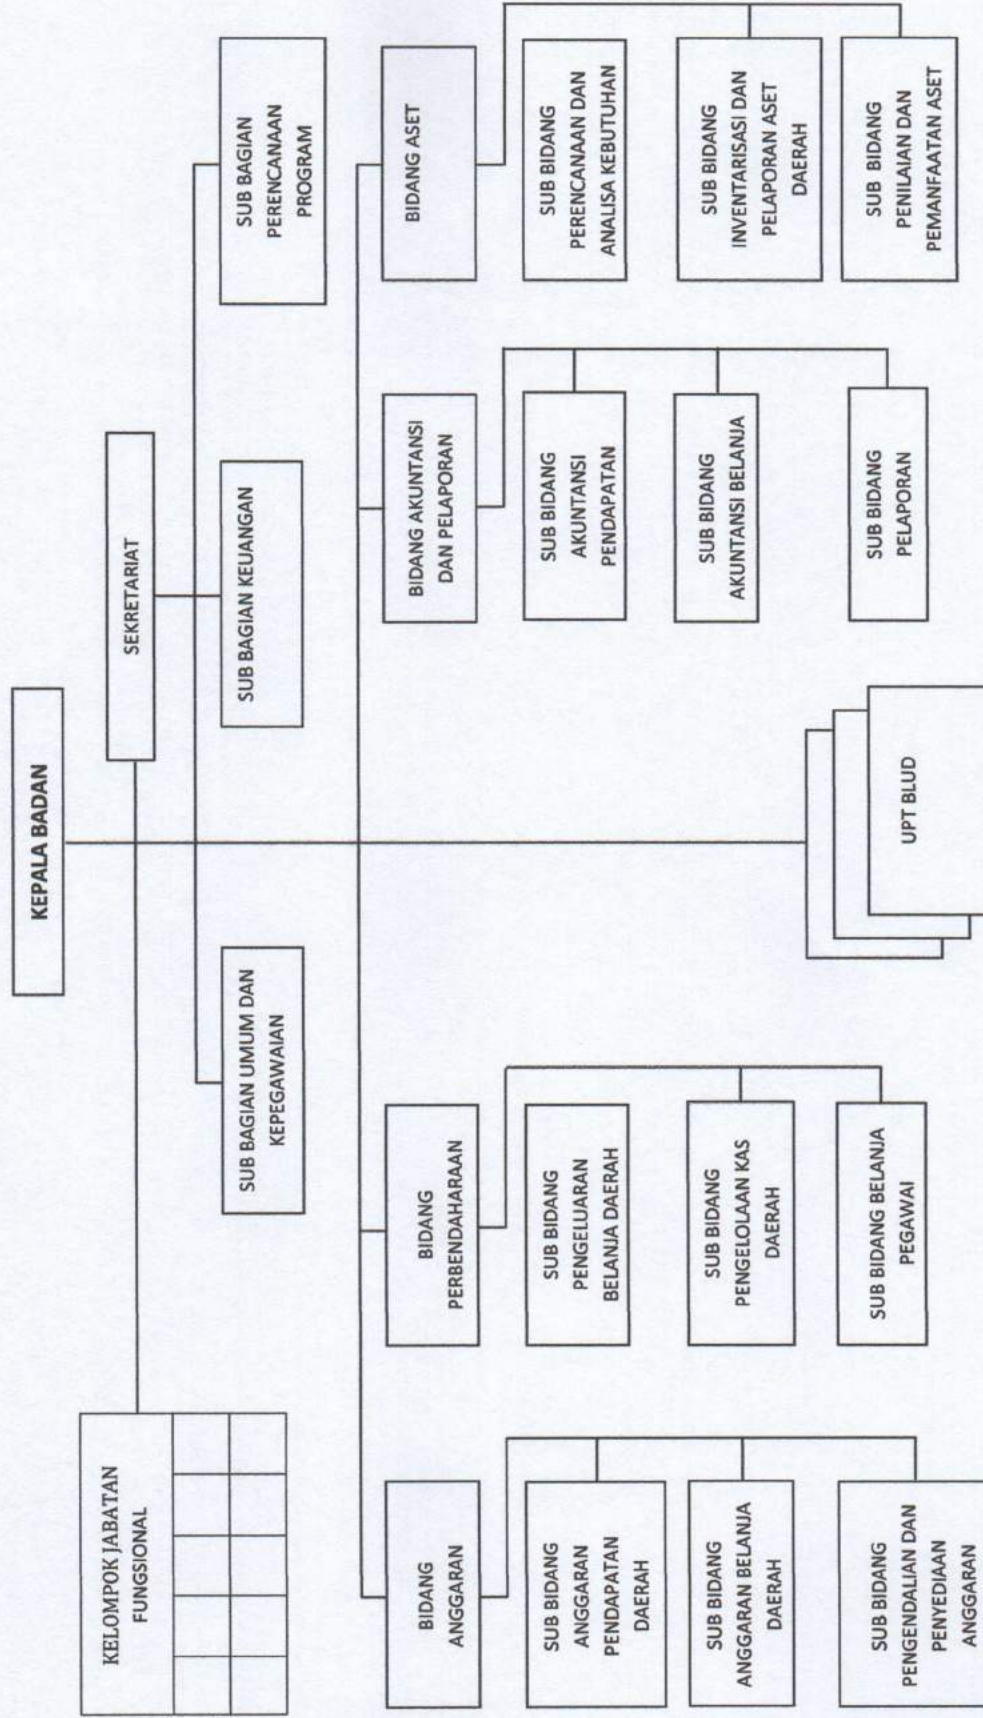 KEPALA BADAN
KELOMPOK JABATAN
FUNGSIONAL
SEKRETARIAT
SUB BAGIAN UMUM DAN
KEPEGAWAIAN
SUB BAGIAN KEUANGAN
SUB BAGIAN
PERENCANAAN
PROGRAM
BIDANG
ANGGARAN
SUB BIDANG
ANGGARAN
PENDAPATAN
DAERAH
SUB BIDANG
ANGGARAN BELANJA
DAERAH
SUB BIDANG
PENGENDALIAN DAN
PENYEDIAAN
ANGGARAN
BIDANG
PERBENDAHARAAN
SUB BIDANG
PENGELUARAN
BELANJA DAERAH
SUB BIDANG
PENGELOLAAN KAS
DAERAH
SUB BIDANG BELANJA
PEGAWAI
UPT BLUD
BIDANG AKUNTANSI
DAN PELAPORAN
SUB BIDANG
AKUNTANSI
PENDAPATAN
SUB BIDANG
AKUNTANSI BELANJA
SUB BIDANG
PELAPORAN
BIDANG ASET
SUB BIDANG
PERENCANAAN DAN
ANALISA KEBUTUHAN
SUB BIDANG
INVENTARISASI DAN
PELAPORAN ASET
DAERAH
SUB BIDANG
PENILAIAN DAN
PEMANFAATAN ASET